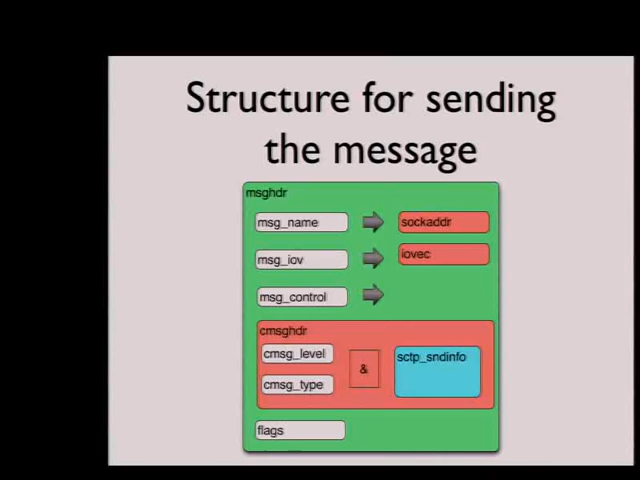 Structure for sending
the message
msghdr
msg_name
sockaddr
msg_iov
iovec
msg_control
cmsghdr
cmsg_level
&
sctp_sndinfo
cmsg_type
flags